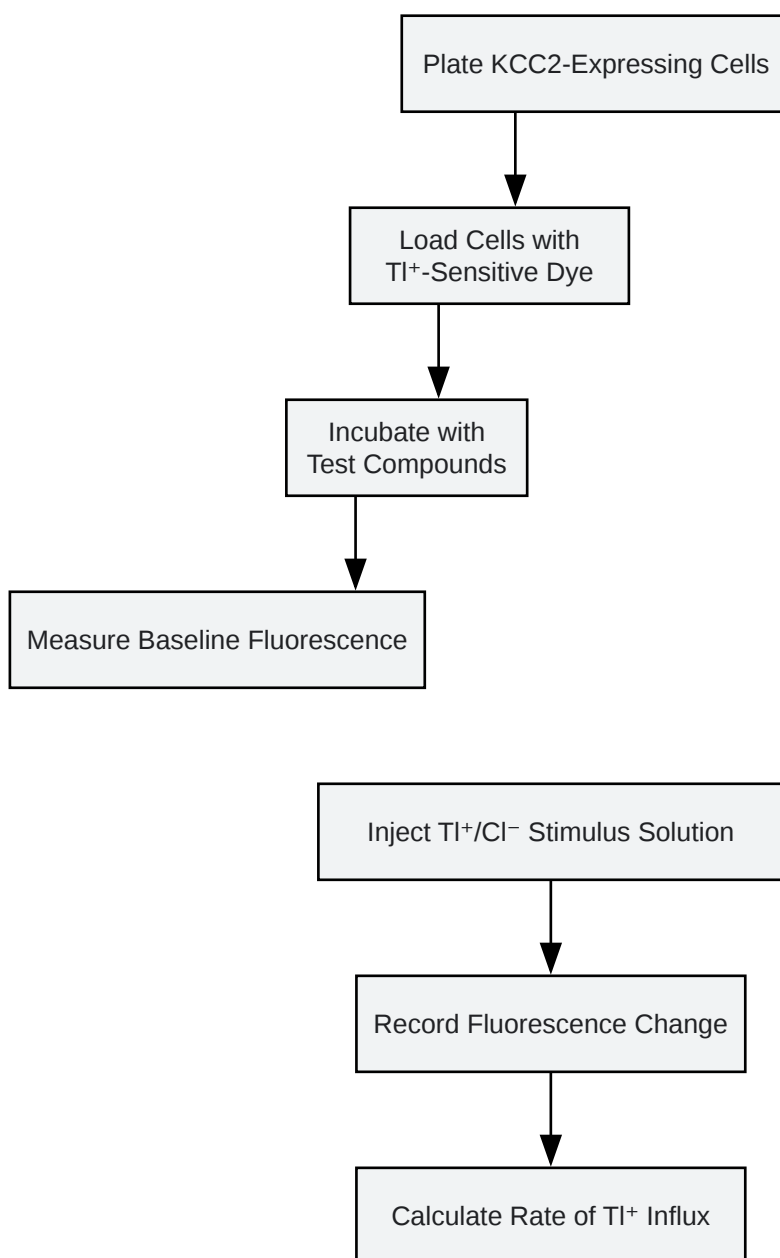 Plate KCC2-Expressing Cells
Load Cells with
Tl⁺-Sensitive Dye
Incubate with
Test Compounds
Measure Baseline Fluorescence
Inject Tl⁺/Cl⁻ Stimulus Solution
Record Fluorescence Change
Calculate Rate of Tl⁺ Influx